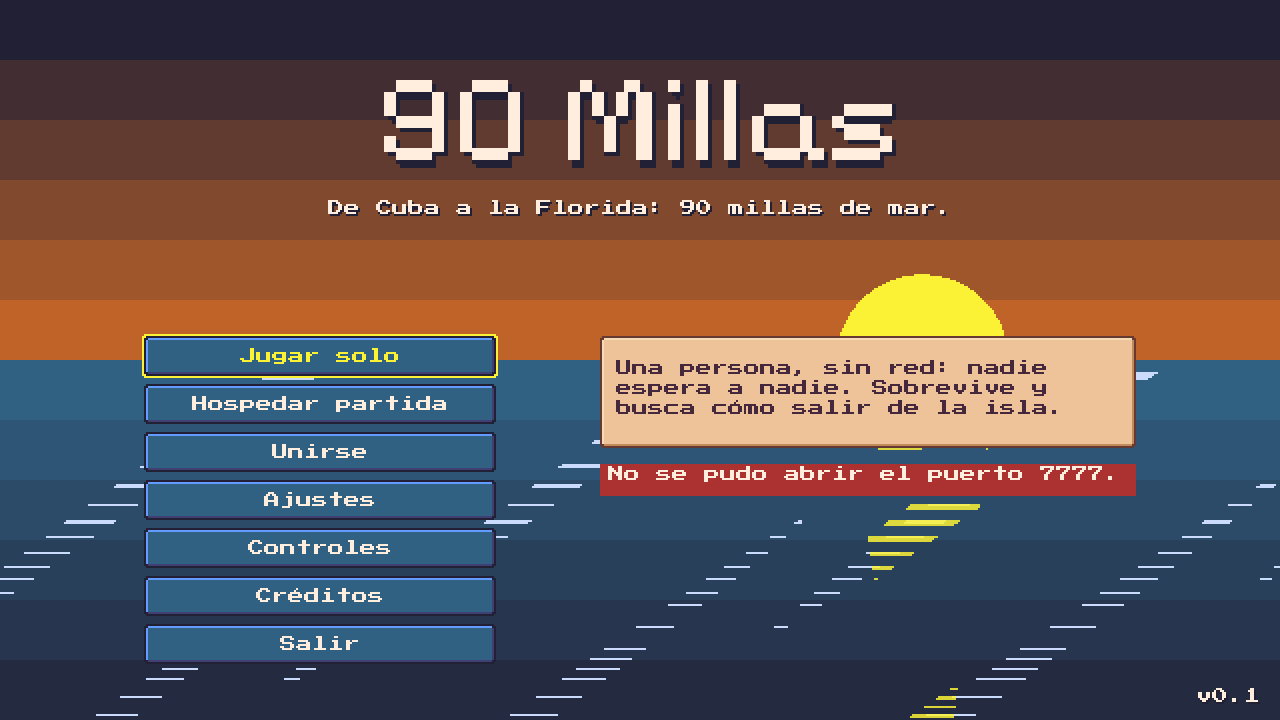 90 Millas
De Cuba a la Florida: 90 millas de mar.
Jugar solo
Hospedar partida
Unirse
Ajustes
Controles
Créditos
Salir
Una persona, sin red: nadie
espera a nadie. Sobrevive y
busca cómo salir de la isla.
No se pudo abrir el puerto 7777.
v0.1